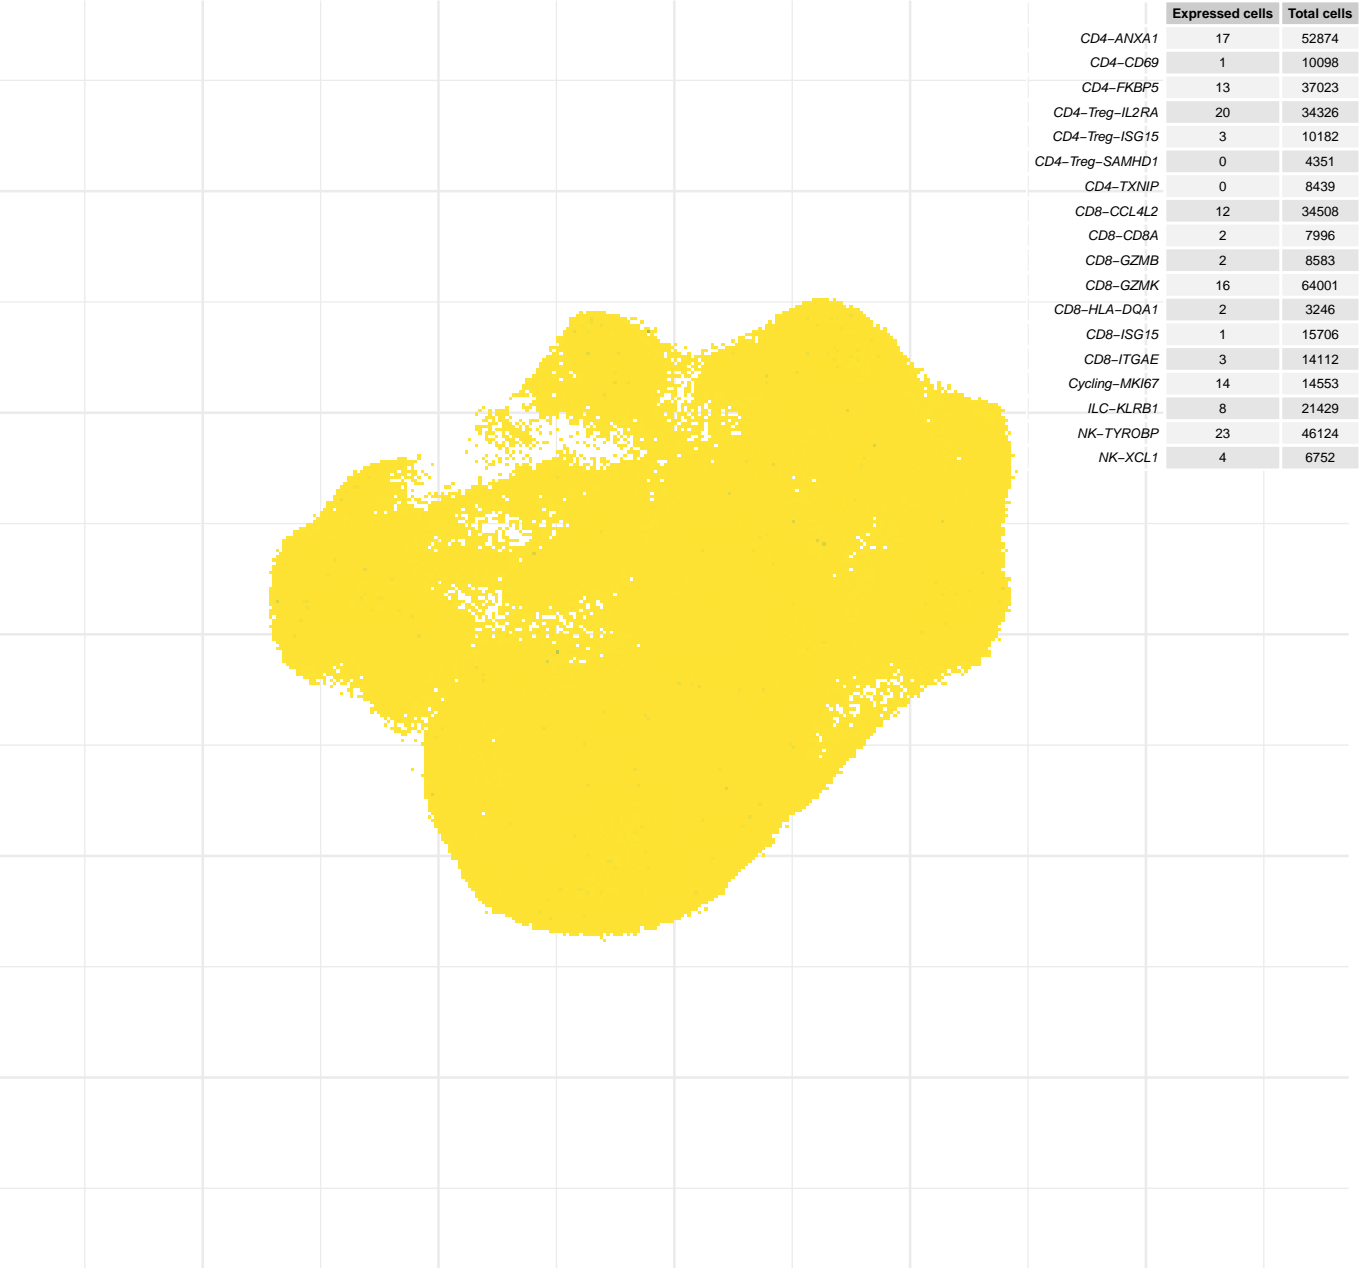 Expressed cells Total cells
CD4−ANXA1 17 52874
CD4−CD69 1 10098
CD4−FKBP5 13 37023
CD4−Treg−IL2RA 20 34326
CD4−Treg−ISG15 3 10182
CD4−Treg−SAMHD1 0 4351
CD4−TXNIP 0 8439
CD8−CCL4L2 12 34508
CD8−CD8A 2 7996
CD8−GZMB 2 8583
CD8−GZMK 16 64001
CD8−HLA−DQA1 2 3246
CD8−ISG15 1 15706
CD8−ITGAE 3 14112
Cycling−MKI67 14 14553
ILC−KLRB1 8 21429
NK−TYROBP 23 46124
NK−XCL1 4 6752